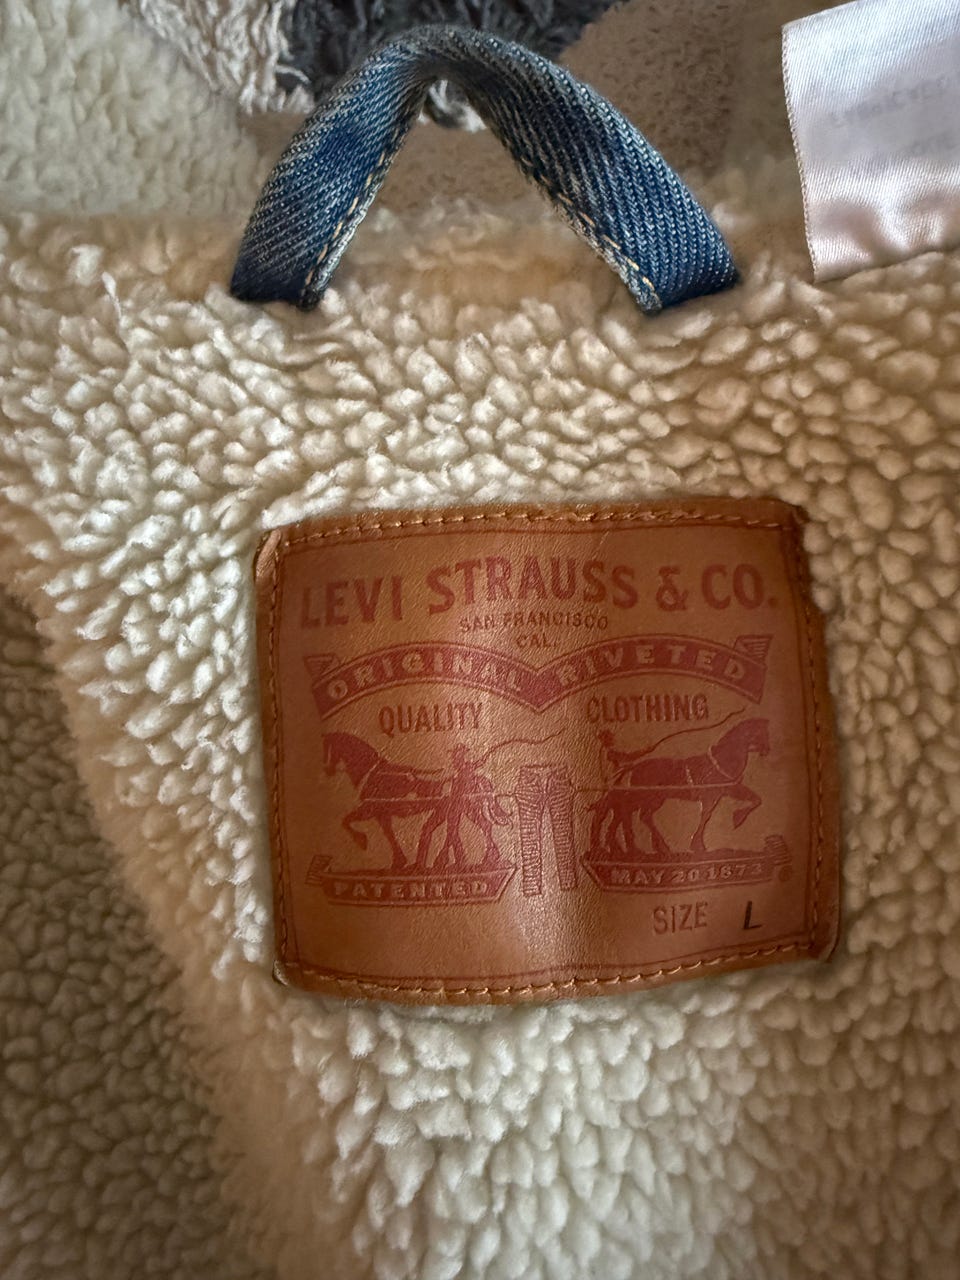 LEVI STRAUSS & CO.
SAN FRANCISCO
CAL.
ORIGINAL RIVETED
QUALITY CLOTHING
PATENTED MAY 20 1873
SIZE L